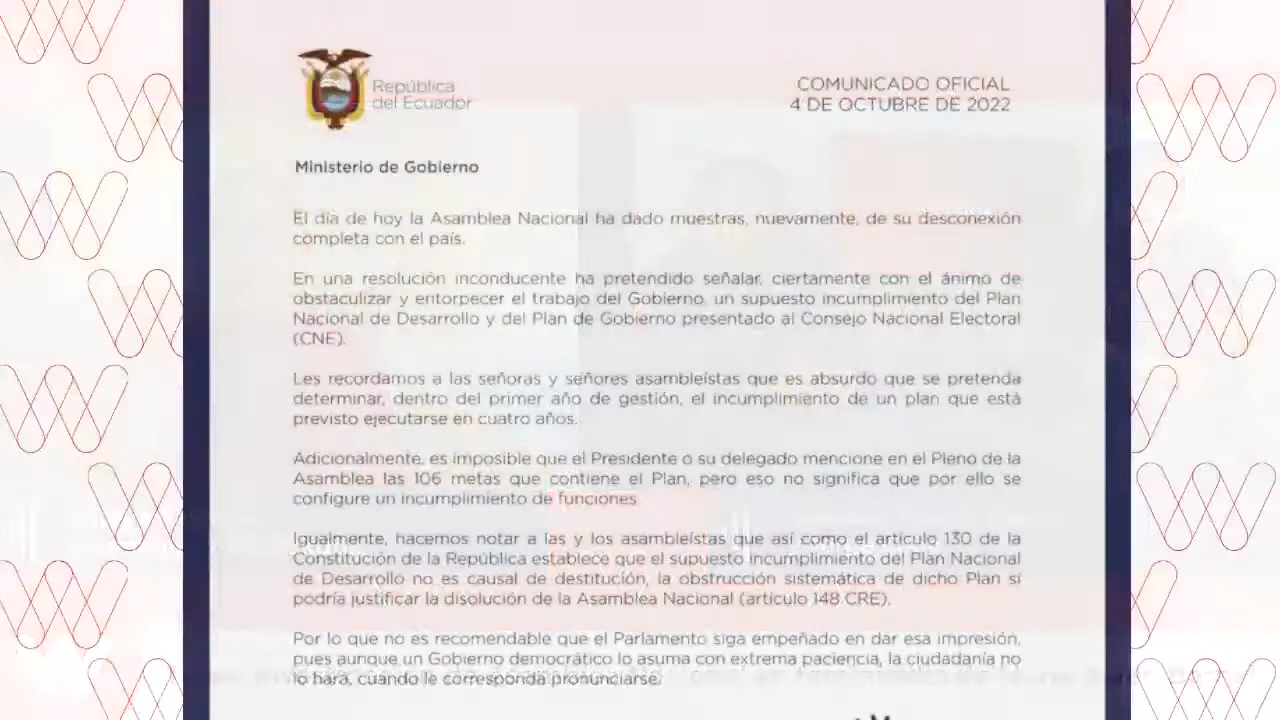 República
del Ecuador
COMUNICADO OFICIAL
4 DE OCTUBRE DE 2022
Ministerio de Gobierno
El día de hoy la Asamblea Nacional ha dado muestras, nuevamente, de su desconexión
completa con el país.
En una resolución inconducente ha pretendido señalar, ciertamente con el ánimo de
obstaculizar y entorpecer el trabajo del Gobierno, un supuesto incumplimiento del Plan
Nacional de Desarrollo y del Plan de Gobierno presentado al Consejo Nacional Electoral
(CNE).
Les recordamos a las señoras y señores asambleístas que es absurdo que se pretenda
determinar, dentro del primer año de gestión, el incumplimiento de un plan que está
previsto ejecutarse en cuatro años.
Adicionalmente, es imposible que el Presidente o su delegado mencione en el Pleno de la
Asamblea las 106 metas que contiene el Plan, pero eso no significa que por ello se
configure un incumplimiento de funciones.
Igualmente, hacemos notar a las y los asambleístas que así como el artículo 130 de la
Constitución de la República establece que el supuesto incumplimiento del Plan Nacional
de Desarrollo no es causal de destitución, la obstrucción sistemática de dicho Plan sí
podría justificar la disolución de la Asamblea Nacional (artículo 148 CRE).
Por lo que no es recomendable que el Parlamento siga empeñado en dar esa impresión,
pues aunque un Gobierno democrático lo asuma con extrema paciencia, la ciudadanía no
lo hará, cuando le corresponda pronunciarse.